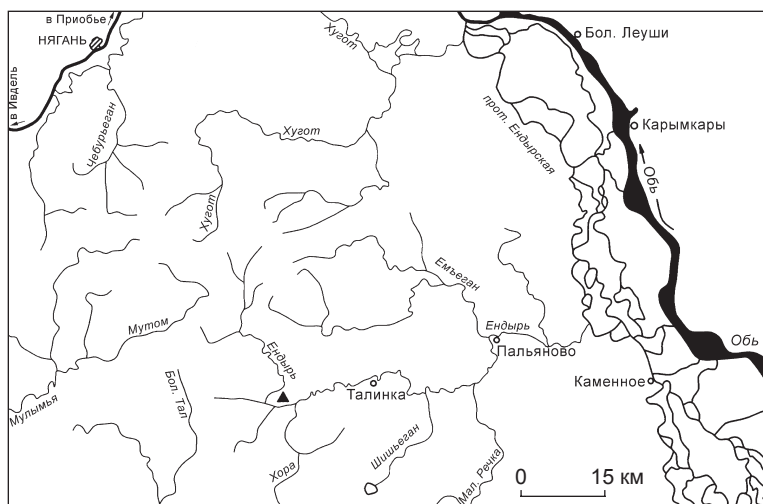 в Приобье
НЯГАНЬ
в Ивдель
Чебурьеган
Хугот
Хугот
Хугот
Бол. Леуши
Карымкары
прот. Ендырская
Обь
Емъеган
Ендырь
Пальяново
Обь
Мутом
Ендырь
Бол. Тал
Талинка
Каменное
Мулымья
Хора
Шишъеган
Мал. Речка
0 15 км